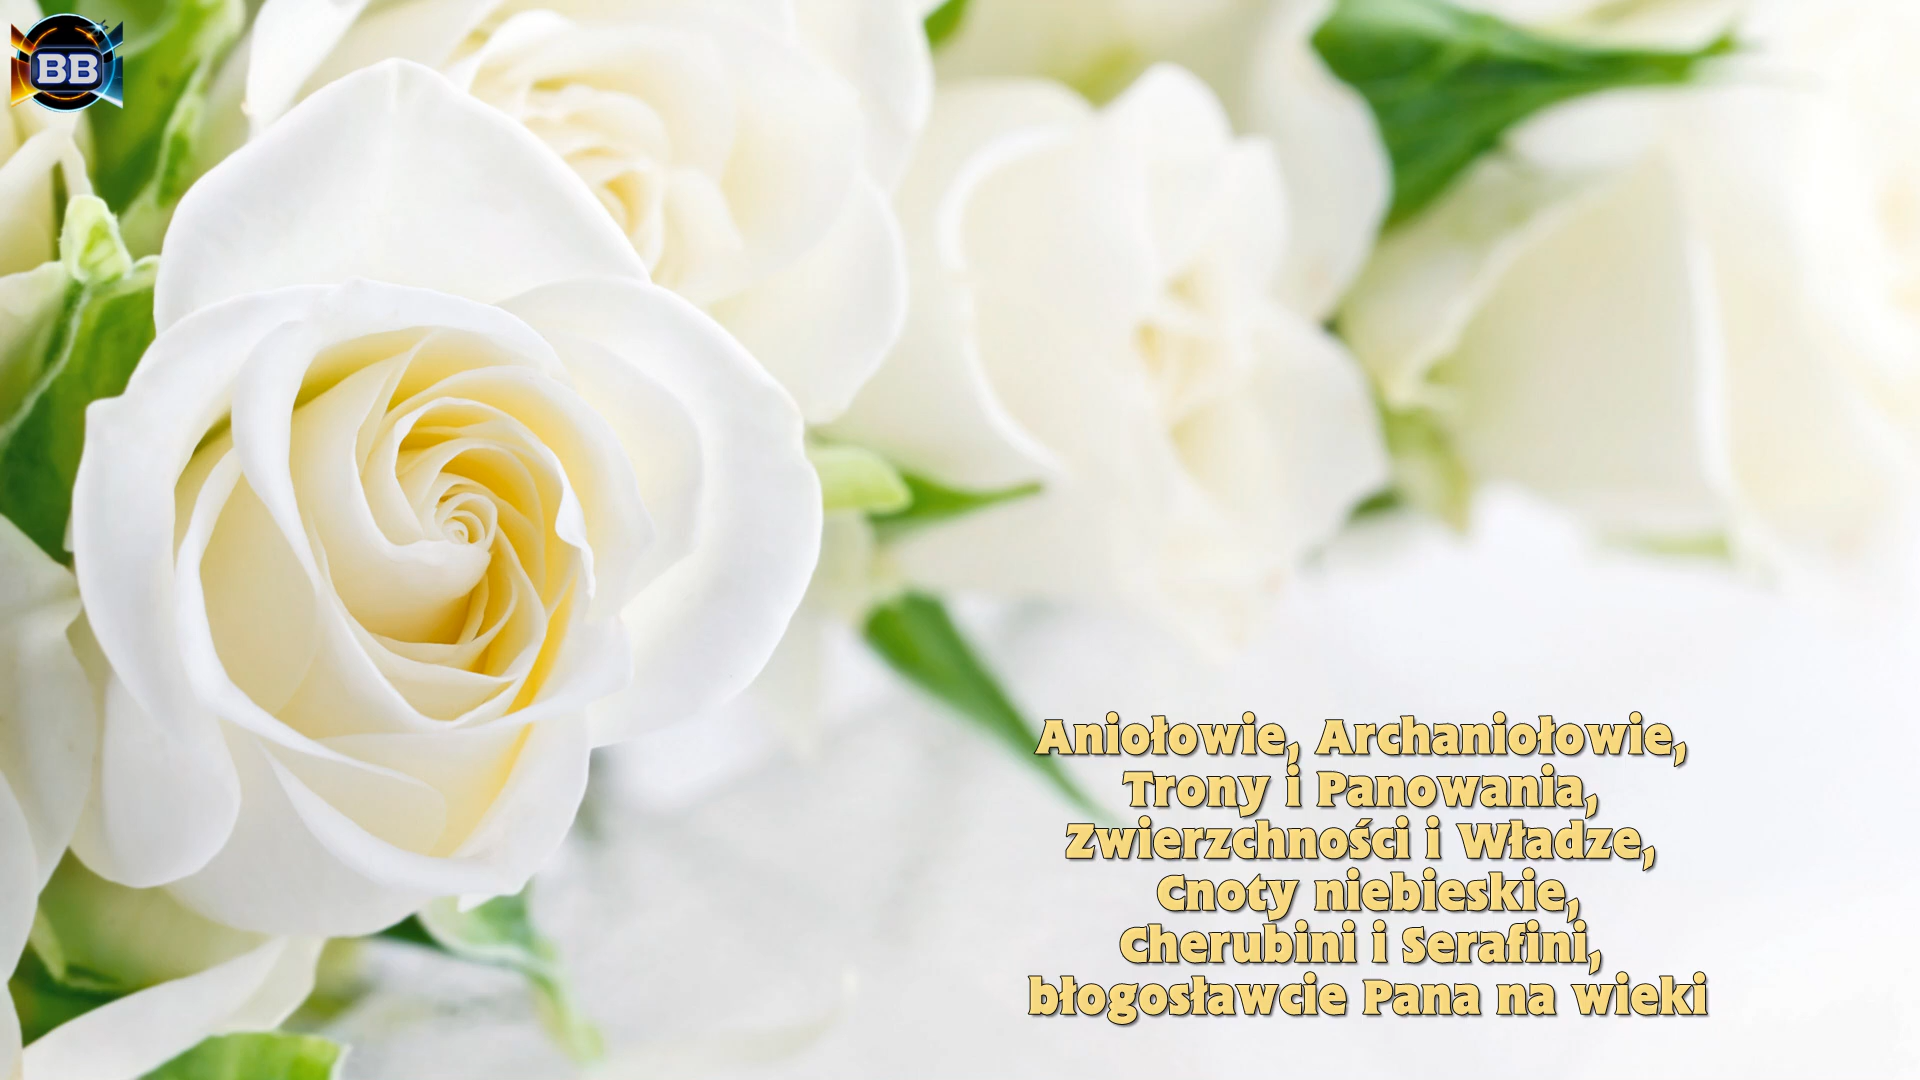 BB
Aniołowie, Archaniołowie,
Trony i Panowania,
Zwierzchności i Władze,
Cnoty niebieskie,
Cherubini i Serafini,
błogosławcie Pana na wieki